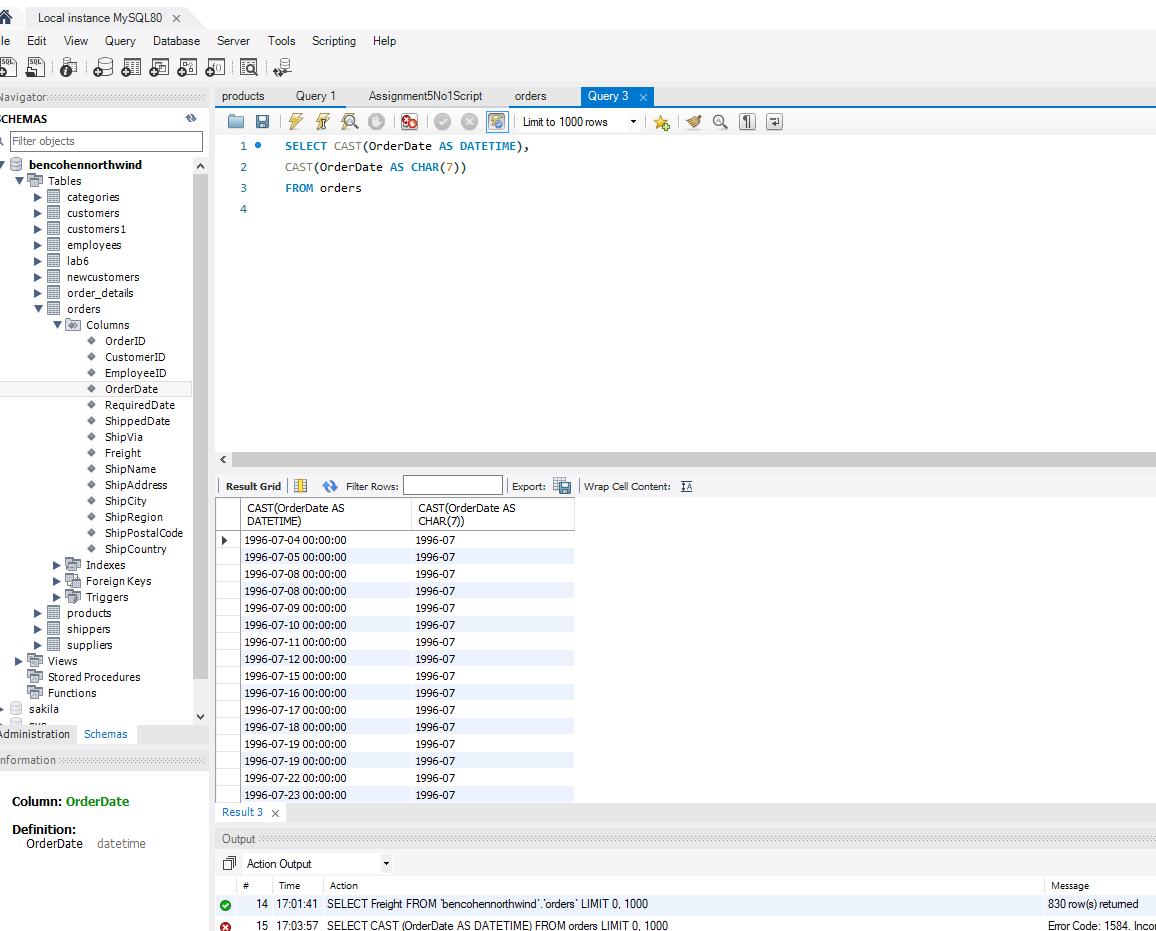 Local instance MySQL80
le Edit View Query Database Server Tools Scripting Help
Navigator
SCHEMAS
Filter objects
bencohennorthwind
Tables
categories
customers
customers1
employees
lab6
newcustomers
order_details
orders
Columns
OrderID
CustomerID
EmployeeID
OrderDate
RequiredDate
ShippedDate
ShipVia
Freight
ShipName
ShipAddress
ShipCity
ShipRegion
ShipPostalCode
ShipCountry
Indexes
Foreign Keys
Triggers
products
shippers
suppliers
Views
Stored Procedures
Functions
sakila
sys
Administration Schemas
nformation
Column: OrderDate
Definition:
OrderDate datetime
products Query 1 Assignment5No1Script orders Query 3
Limit to 1000 rows
1 SELECT CAST(OrderDate AS DATETIME),
2 CAST(OrderDate AS CHAR(7))
3 FROM orders
4
Result Grid Filter Rows: Export: Wrap Cell Content:
CAST(OrderDate AS DATETIME) CAST(OrderDate AS CHAR(7))
1996-07-04 00:00:00 1996-07
1996-07-05 00:00:00 1996-07
1996-07-08 00:00:00 1996-07
1996-07-08 00:00:00 1996-07
1996-07-09 00:00:00 1996-07
1996-07-10 00:00:00 1996-07
1996-07-11 00:00:00 1996-07
1996-07-12 00:00:00 1996-07
1996-07-15 00:00:00 1996-07
1996-07-16 00:00:00 1996-07
1996-07-17 00:00:00 1996-07
1996-07-18 00:00:00 1996-07
1996-07-19 00:00:00 1996-07
1996-07-19 00:00:00 1996-07
1996-07-22 00:00:00 1996-07
1996-07-23 00:00:00 1996-07
Result 3
Output
Action Output
# Time Action Message
14 17:01:41 SELECT Freight FROM `bencohennorthwind`.`orders` LIMIT 0, 1000 830 row(s) returned
15 17:03:57 SELECT CAST (OrderDate AS DATETIME) FROM orders LIMIT 0, 1000 Error Code: 1584. Incor